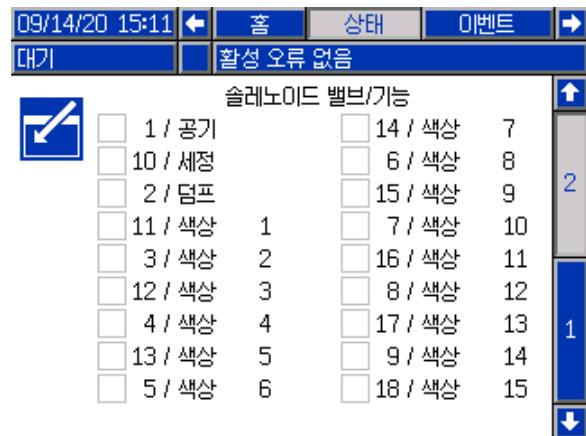 09/14/20 15:11 홈 상태 이벤트
대기 활성 오류 없음
솔레노이드 밸브/기능
1 / 공기 14 / 색상 7
10 / 세정 6 / 색상 8
2 / 덤프 15 / 색상 9
11 / 색상 1 7 / 색상 10
3 / 색상 2 16 / 색상 11
12 / 색상 3 8 / 색상 12
4 / 색상 4 17 / 색상 13
13 / 색상 5 9 / 색상 14
5 / 색상 6 18 / 색상 15
2
1